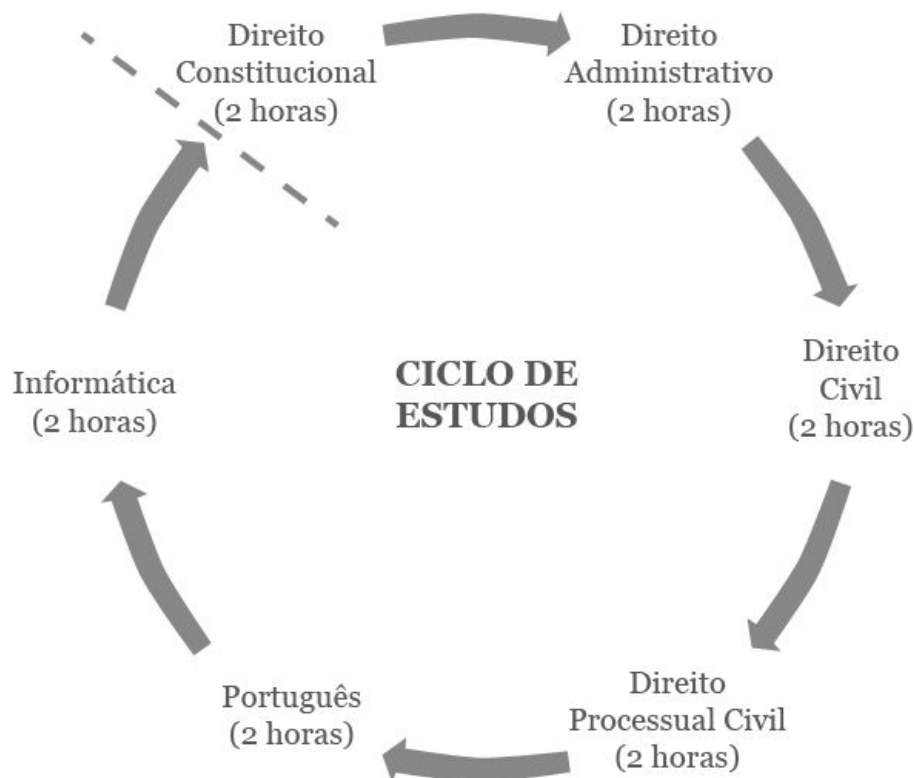 Direito
Constitucional
(2 horas)
Direito
Administrativo
(2 horas)
Direito
Civil
(2 horas)
Direito
Processual Civil
(2 horas)
Português
(2 horas)
Informática
(2 horas)
CICLO DE
ESTUDOS